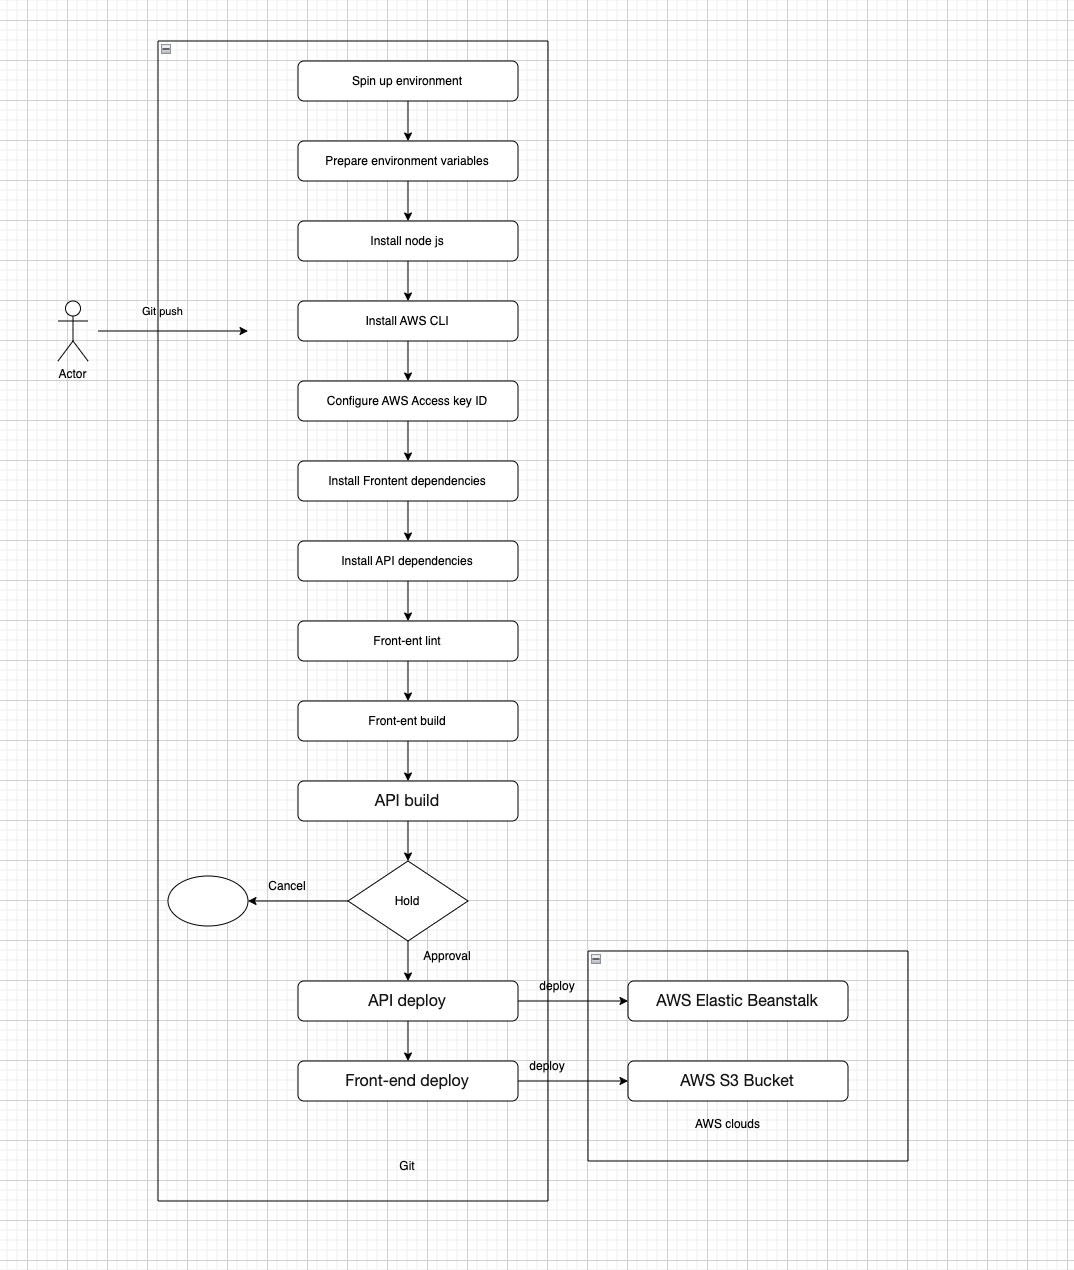 Spin up environment
Prepare environment variables
Install node js
Git push
Install AWS CLI
Actor
Configure AWS Access key ID
Install Frontent dependencies
Install API dependencies
Front-ent lint
Front-ent build
API build
Cancel
Hold
Approval
API deploy
deploy
AWS Elastic Beanstalk
Front-end deploy
deploy
AWS S3 Bucket
AWS clouds
Git